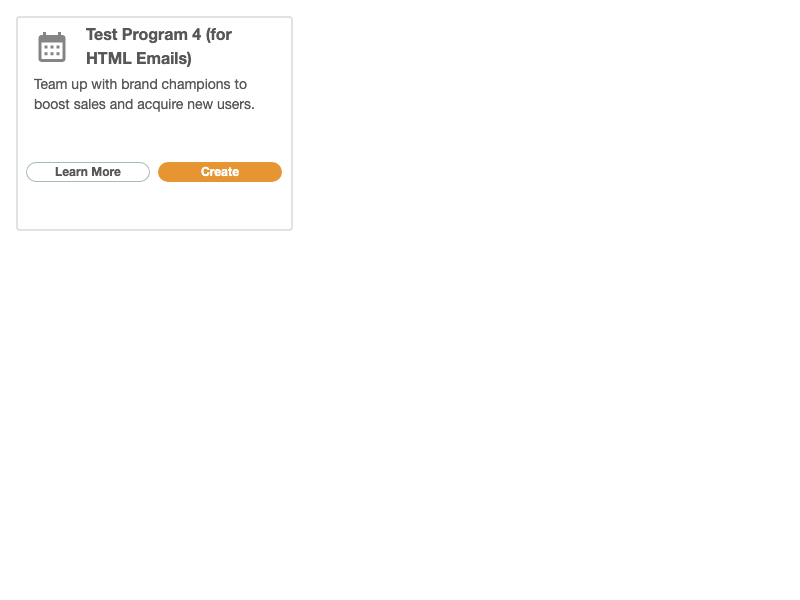 Test Program 4 (for
HTML Emails)
Team up with brand champions to
boost sales and acquire new users.
Learn More
Create